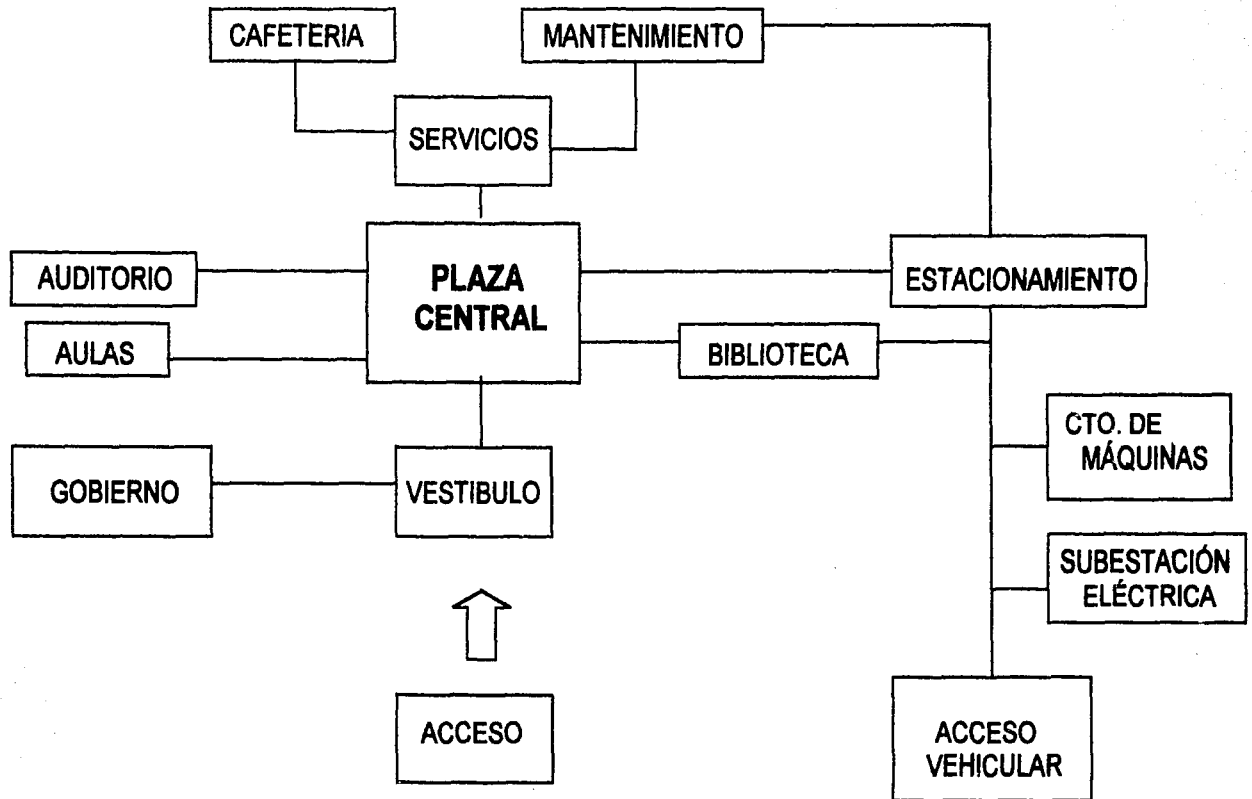 CAFETERIA
MANTENIMIENTO
SERVICIOS
AUDITORIO
PLAZA
CENTRAL
ESTACIONAMIENTO
AULAS
BIBLIOTECA
CTO. DE
MÁQUINAS
GOBIERNO
VESTIBULO
SUBESTACIÓN
ELÉCTRICA
ACCESO
ACCESO
VEHICULAR